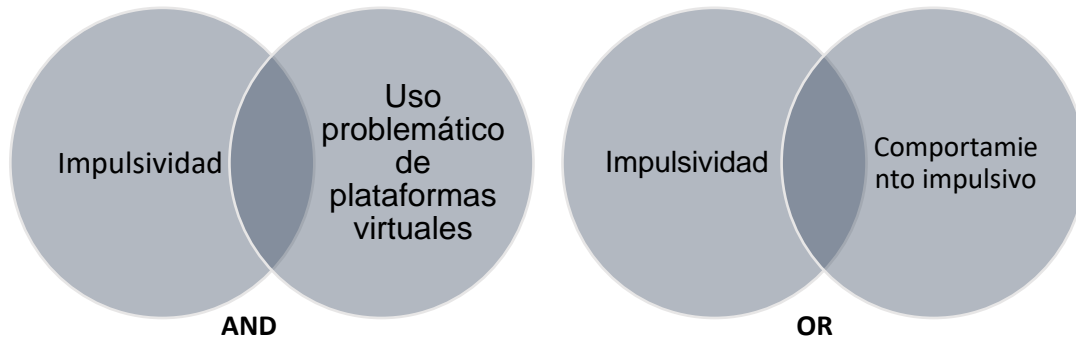 Impulsividad
Uso
problemático
de
plataformas
virtuales
AND
Impulsividad
Comportamie
nto impulsivo
OR